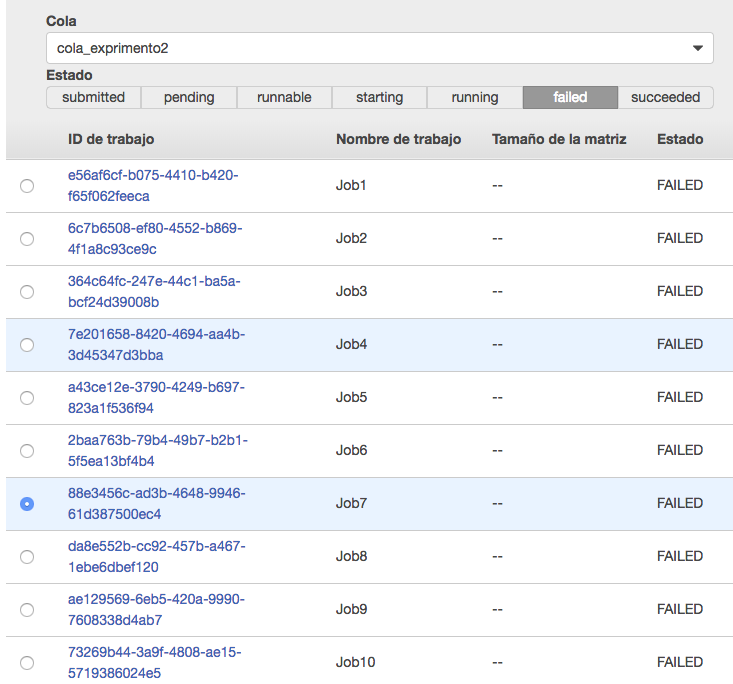 Cola
cola_exprimento2
Estado
submitted pending runnable starting running failed succeeded
ID de trabajo Nombre de trabajo Tamaño de la matriz Estado
e56af6cf-b075-4410-b420-
f65f062feeca
Job1 -- FAILED
6c7b6508-ef80-4552-b869-
4f1a8c93ce9c
Job2 -- FAILED
364c64fc-247e-44c1-ba5a-
bcf24d39008b
Job3 -- FAILED
7e201658-8420-4694-aa4b-
3d45347d3bba
Job4 -- FAILED
a43ce12e-3790-4249-b697-
823a1f536f94
Job5 -- FAILED
2baa763b-79b4-49b7-b2b1-
5f5ea13bf4b4
Job6 -- FAILED
88e3456c-ad3b-4648-9946-
61d387500ec4
Job7 -- FAILED
da8e552b-cc92-457b-a467-
1ebe6dbef120
Job8 -- FAILED
ae129569-6eb5-420a-9990-
7608338d4ab7
Job9 -- FAILED
73269b44-3a9f-4808-ae15-
5719386024e5
Job10 -- FAILED